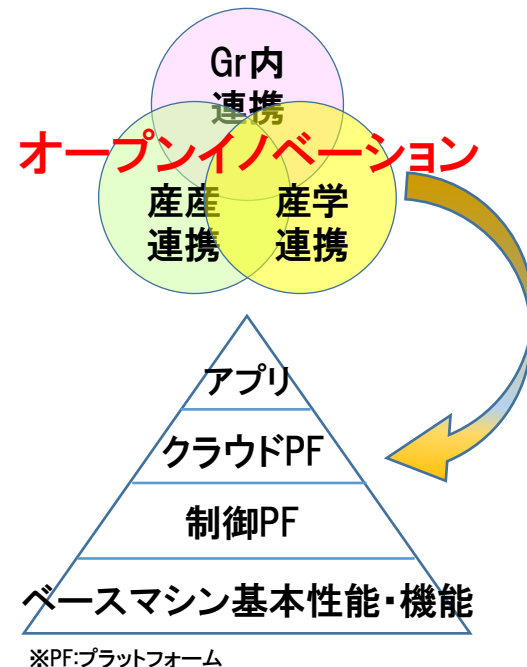 Gr内
連携
オープンイノベーション
産産
連携
産学
連携
アプリ
クラウドPF
制御PF
ベースマシン基本性能・機能
※PF:プラットフォーム